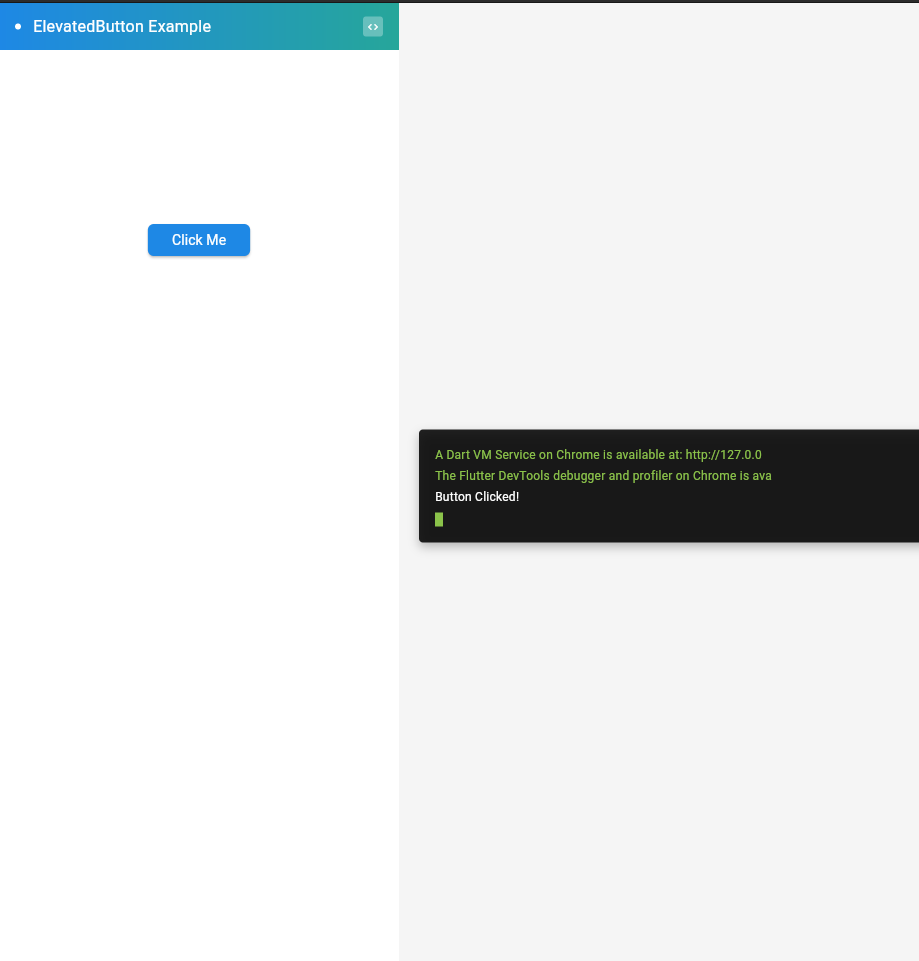 ElevatedButton Example
Click Me
A Dart VM Service on Chrome is available at: http://127.0.0
The Flutter DevTools debugger and profiler on Chrome is ava
Button Clicked!